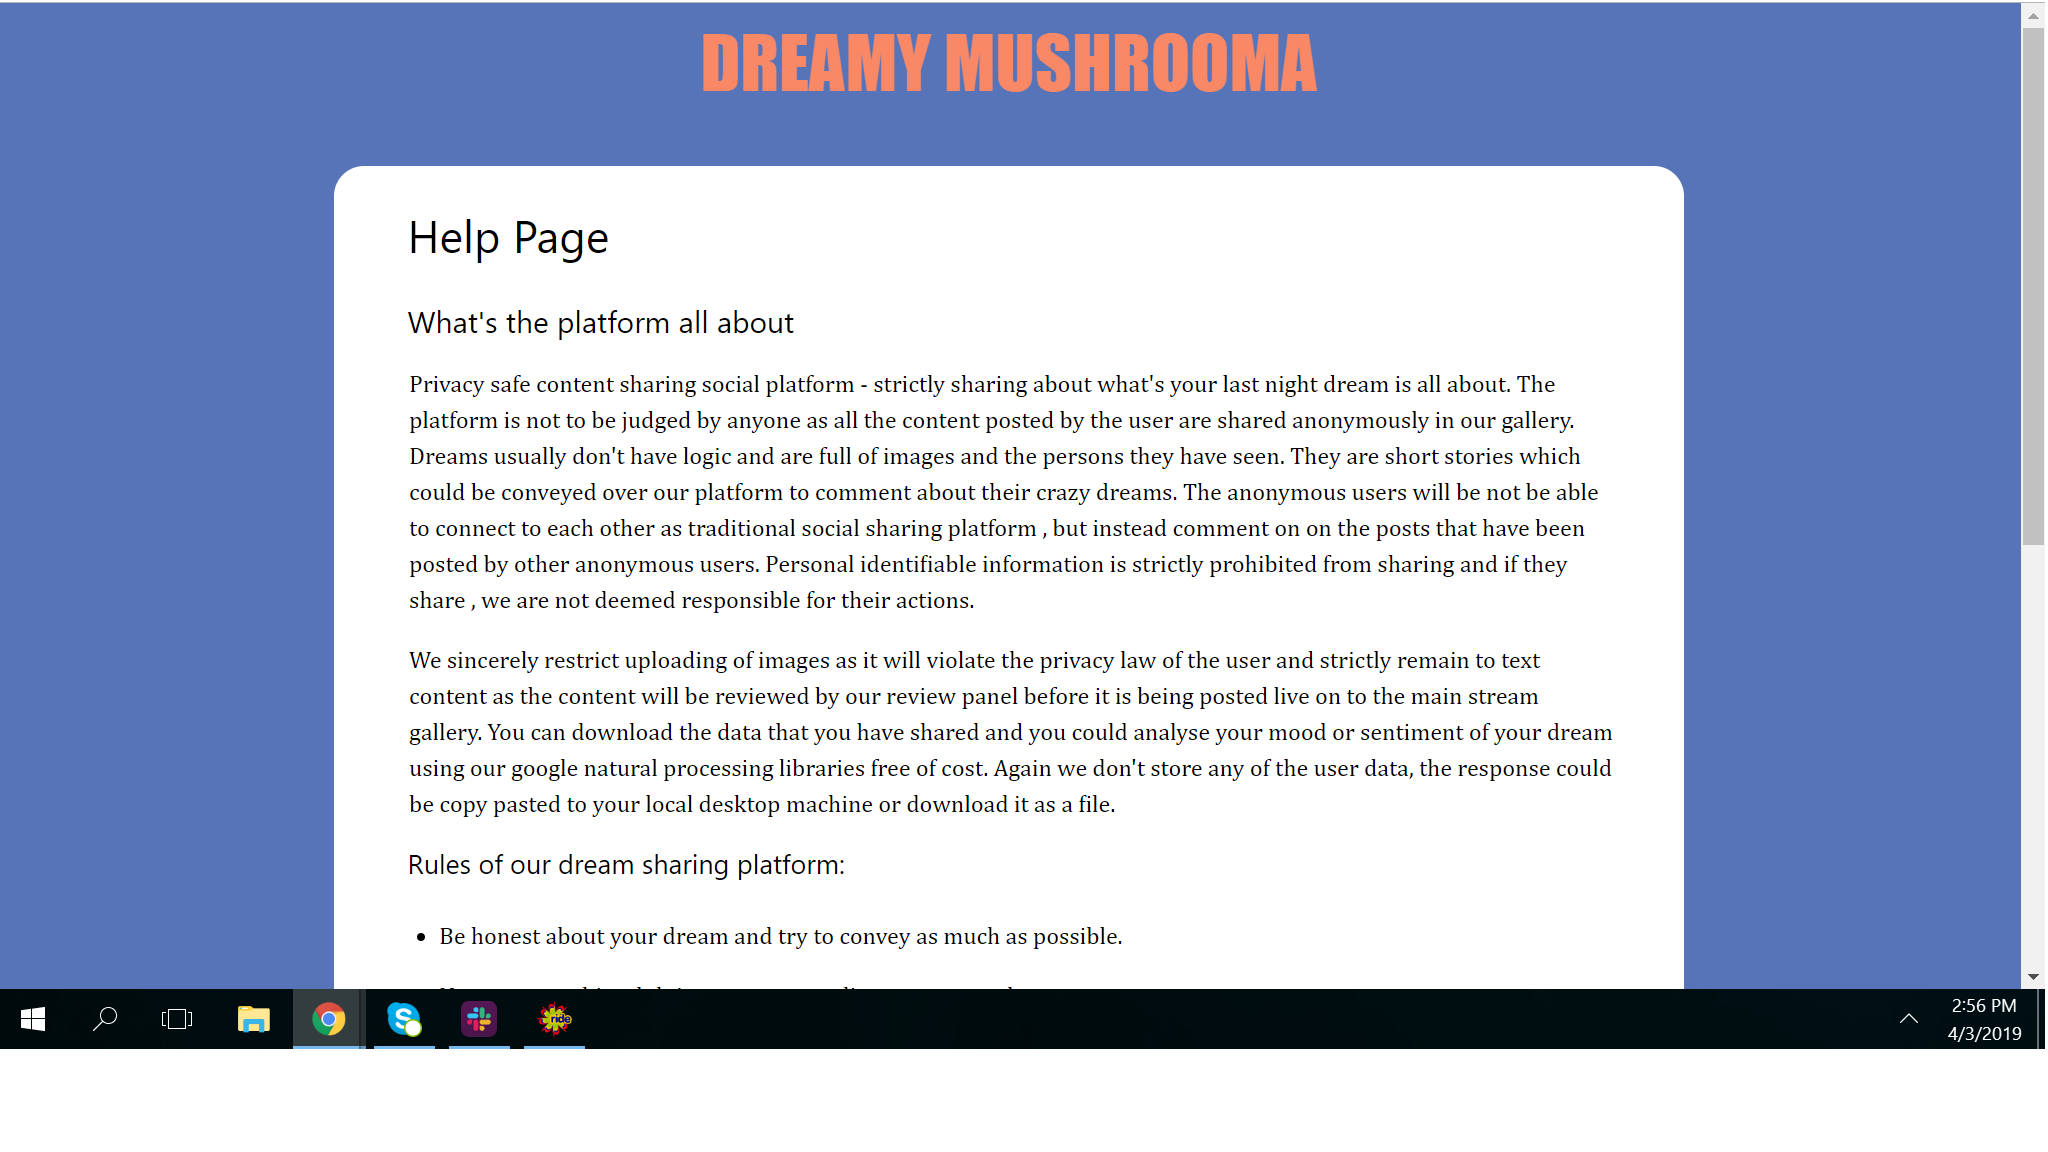 DREAMY MUSHROOMA
Help Page
What's the platform all about
Privacy safe content sharing social platform - strictly sharing about what's your last night dream is all about. The
platform is not to be judged by anyone as all the content posted by the user are shared anonymously in our gallery.
Dreams usually don't have logic and are full of images and the persons they have seen. They are short stories which
could be conveyed over our platform to comment about their crazy dreams. The anonymous users will be not be able
to connect to each other as traditional social sharing platform , but instead comment on on the posts that have been
posted by other anonymous users. Personal identifiable information is strictly prohibited from sharing and if they
share , we are not deemed responsible for their actions.
We sincerely restrict uploading of images as it will violate the privacy law of the user and strictly remain to text
content as the content will be reviewed by our review panel before it is being posted live on to the main stream
gallery. You can download the data that you have shared and you could analyse your mood or sentiment of your dream
using our google natural processing libraries free of cost. Again we don't store any of the user data, the response could
be copy pasted to your local desktop machine or download it as a file.
Rules of our dream sharing platform:
• Be honest about your dream and try to convey as much as possible.
ride
2:56 PM
4/3/2019